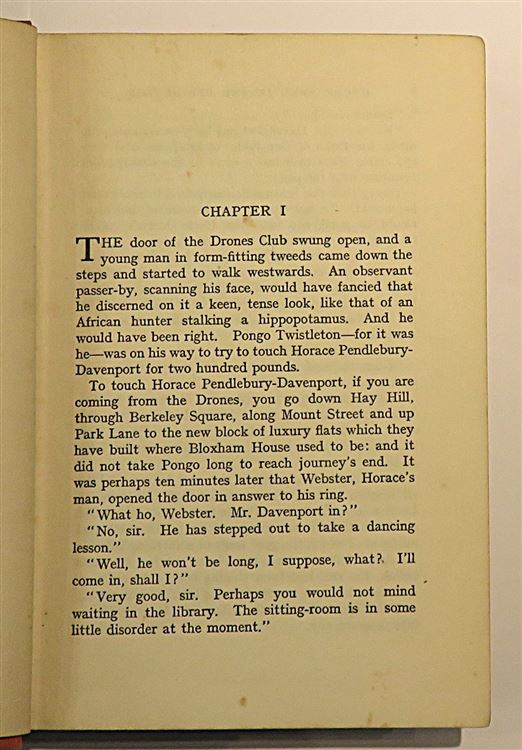 CHAPTER I
THE door of the Drones Club swung open, and a
young man in form-fitting tweeds came down the
steps and started to walk westwards. An observant
passer-by, scanning his face, would have fancied that
he discerned on it a keen, tense look, like that of an
African hunter stalking a hippopotamus. And he
would have been right. Pongo Twistleton—for it was
he—was on his way to try to touch Horace Pendlebury-
Davenport for two hundred pounds.
To touch Horace Pendlebury-Davenport, if you are
coming from the Drones, you go down Hay Hill,
through Berkeley Square, along Mount Street and up
Park Lane to the new block of luxury flats which they
have built where Bloxham House used to be: and it
did not take Pongo long to reach journey's end. It
was perhaps ten minutes later that Webster, Horace's
man, opened the door in answer to his ring.
"What ho, Webster. Mr. Davenport in?"
"No, sir. He has stepped out to take a dancing
lesson."
"Well, he won't be long, I suppose, what? I'll
come in, shall I?"
"Very good, sir. Perhaps you would not mind
waiting in the library. The sitting-room is in some
little disorder at the moment."